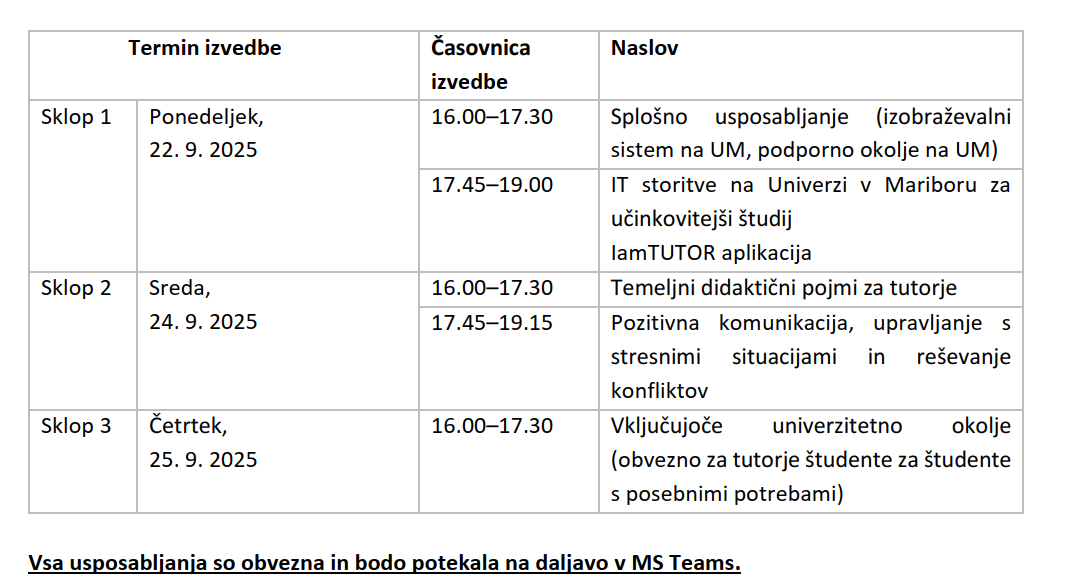 Termin izvedbe
Časovnica
izvedbe
Naslov
Sklop 1
Ponedeljek,
22. 9. 2025
16.00–17.30
Splošno usposabljanje (izobraževalni
sistem na UM, podporno okolje na UM)
17.45–19.00
IT storitve na Univerzi v Mariboru za
učinkovitejši študij
IamTUTOR aplikacija
Sklop 2
Sreda,
24. 9. 2025
16.00–17.30
Temeljni didaktični pojmi za tutorje
17.45–19.15
Pozitivna komunikacija, upravljanje s
stresnimi situacijami in reševanje
konfliktov
Sklop 3
Četrtek,
25. 9. 2025
16.00–17.30
Vključujoče univerzitetno okolje
(obvezno za tutorje študente za študente
s posebnimi potrebami)
Vsa usposabljanja so obvezna in bodo potekala na daljavo v MS Teams.